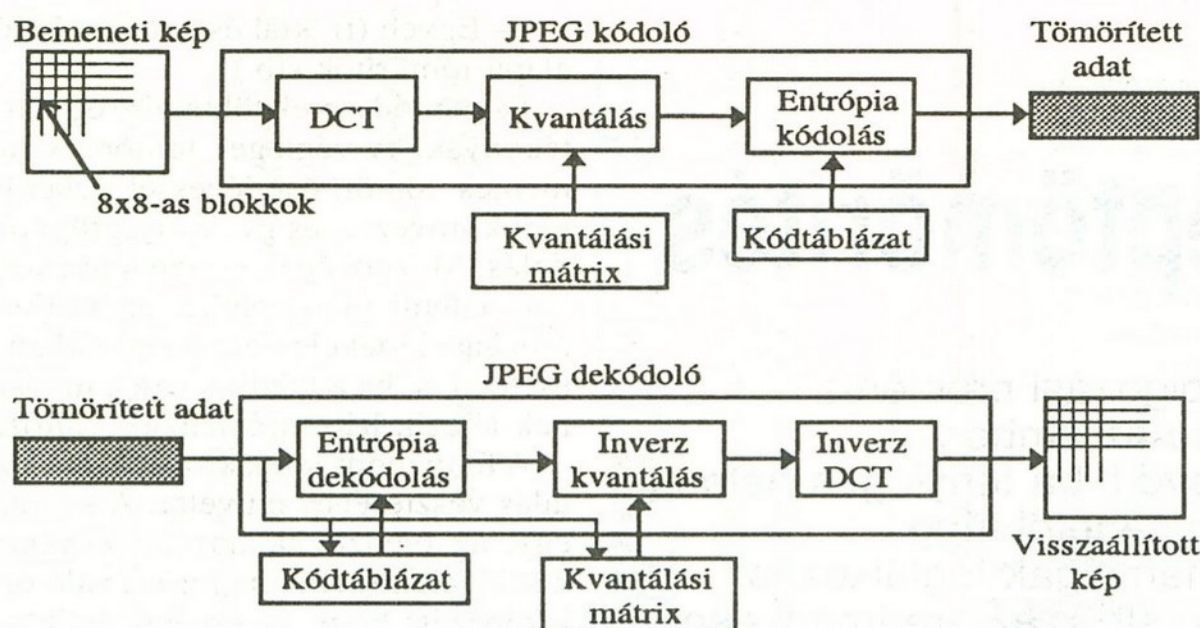 Bemeneti kép
JPEG kódoló
Tömörített
adat
DCT
Kvantálás
Entrópia
kódolás
8x8-as blokkok
Kvantálási
mátrix
Kódtáblázat
JPEG dekódoló
Tömörített adat
Entrópia
dekódolás
Inverz
kvantálás
Inverz
DCT
Visszaállított
kép
Kódtáblázat
Kvantálási
mátrix